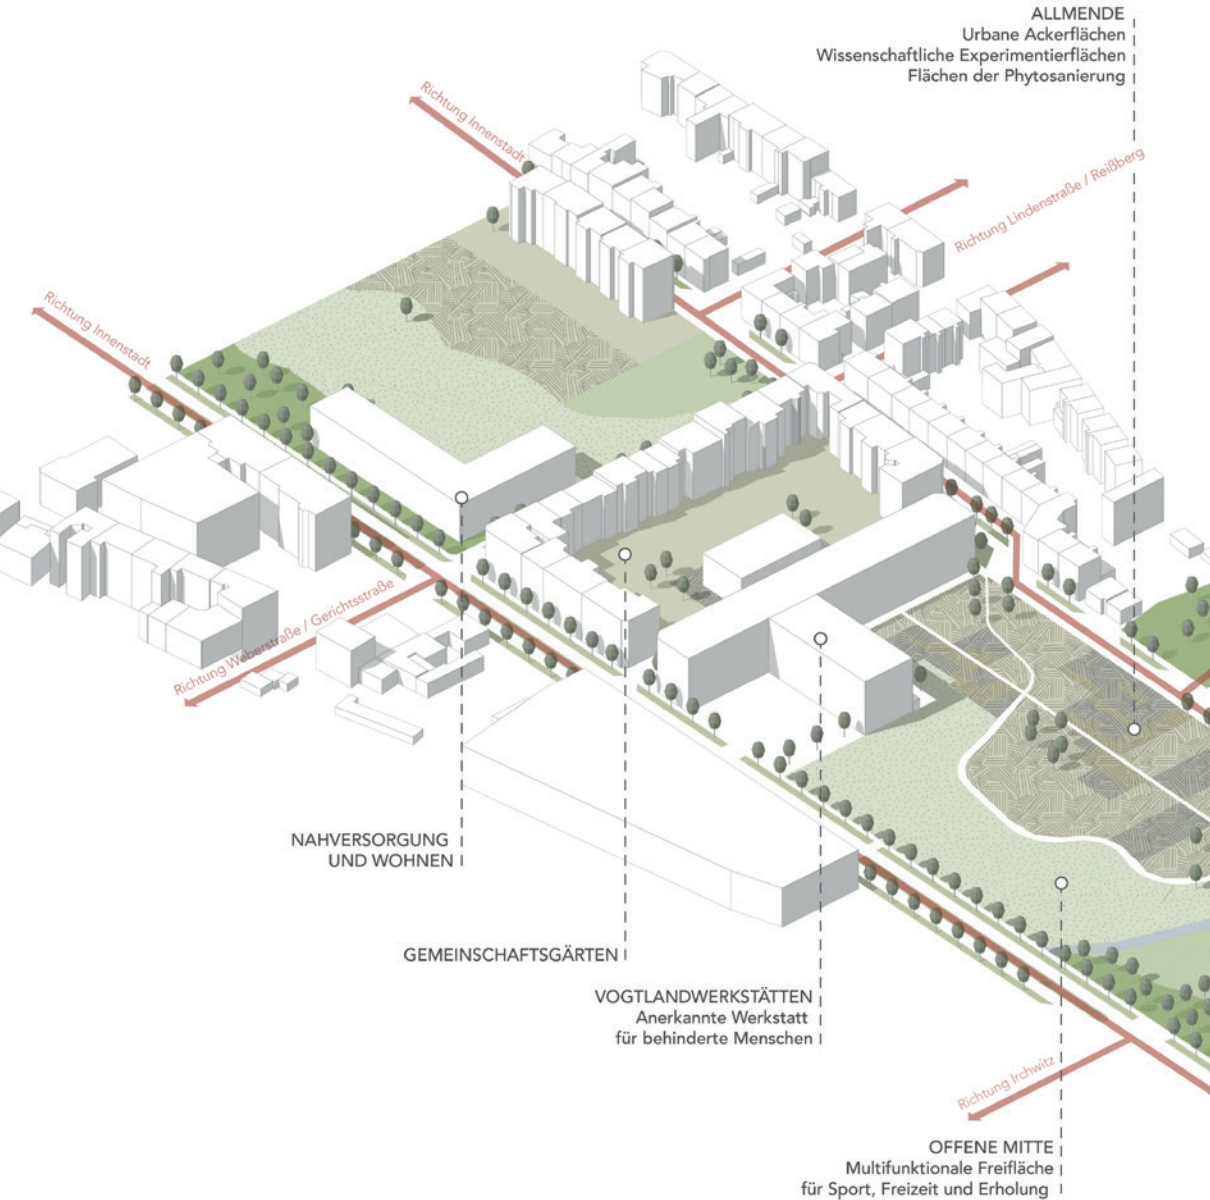 ALLMENDE
Urbane Ackerflächen
Wissenschaftliche Experimentierflächen
Flächen der Phytosanierung
Richtung Innenstadt
Richtung Lindenstraße / Reißberg
Richtung Innenstadt
Richtung Weberstraße / Gerichtsstraße
NAHVERSORGUNG
UND WOHNEN
GEMEINSCHAFTSGÄRTEN
VOGTLANDWERKSTÄTTEN
Anerkannte Werkstatt
für behinderte Menschen
Richtung Irchwitz
OFFENE MITTE
Multifunktionale Freifläche
für Sport, Freizeit und Erholung